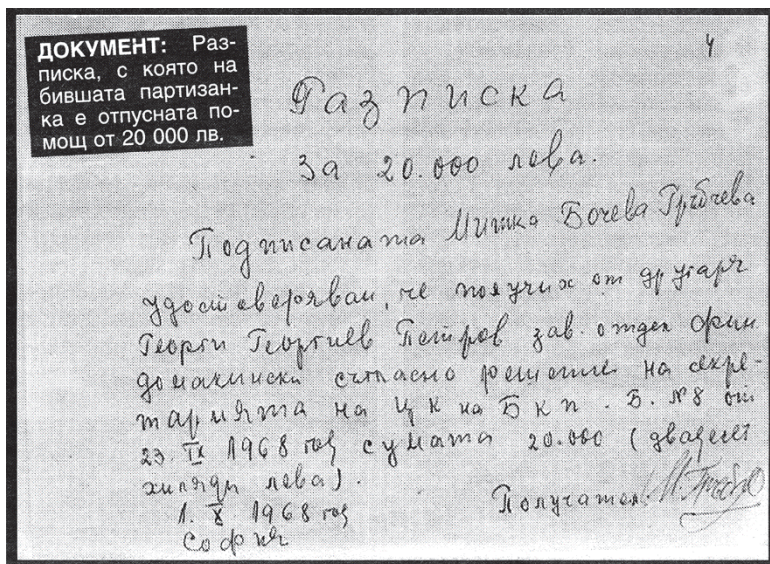 4
ДОКУМЕНТ: Раз-
писка, с която на
бившата партизан-
ка е отпусната по-
мощ от 20 000 лв.
Разписка
за 20.000 лева.
Подписаната Митка Бочева Гръбчева
удостоверявам, че получих от другаря
Георги Георгиев Петров зав. отдел фин.
домакински съгласно решение на секре-
тарията на ЦК на БКП. Б. №8 от
23. IX 1968 год сумата 20.000 (двадесет
хиляди лева).
1. X. 1968 год
София
Получател: М. Гръбчева